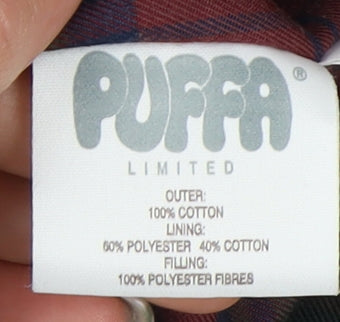 PUFFA®
LIMITED
OUTER:
100% COTTON
LINING:
60% POLYESTER 40% COTTON
FILLING:
100% POLYESTER FIBRES